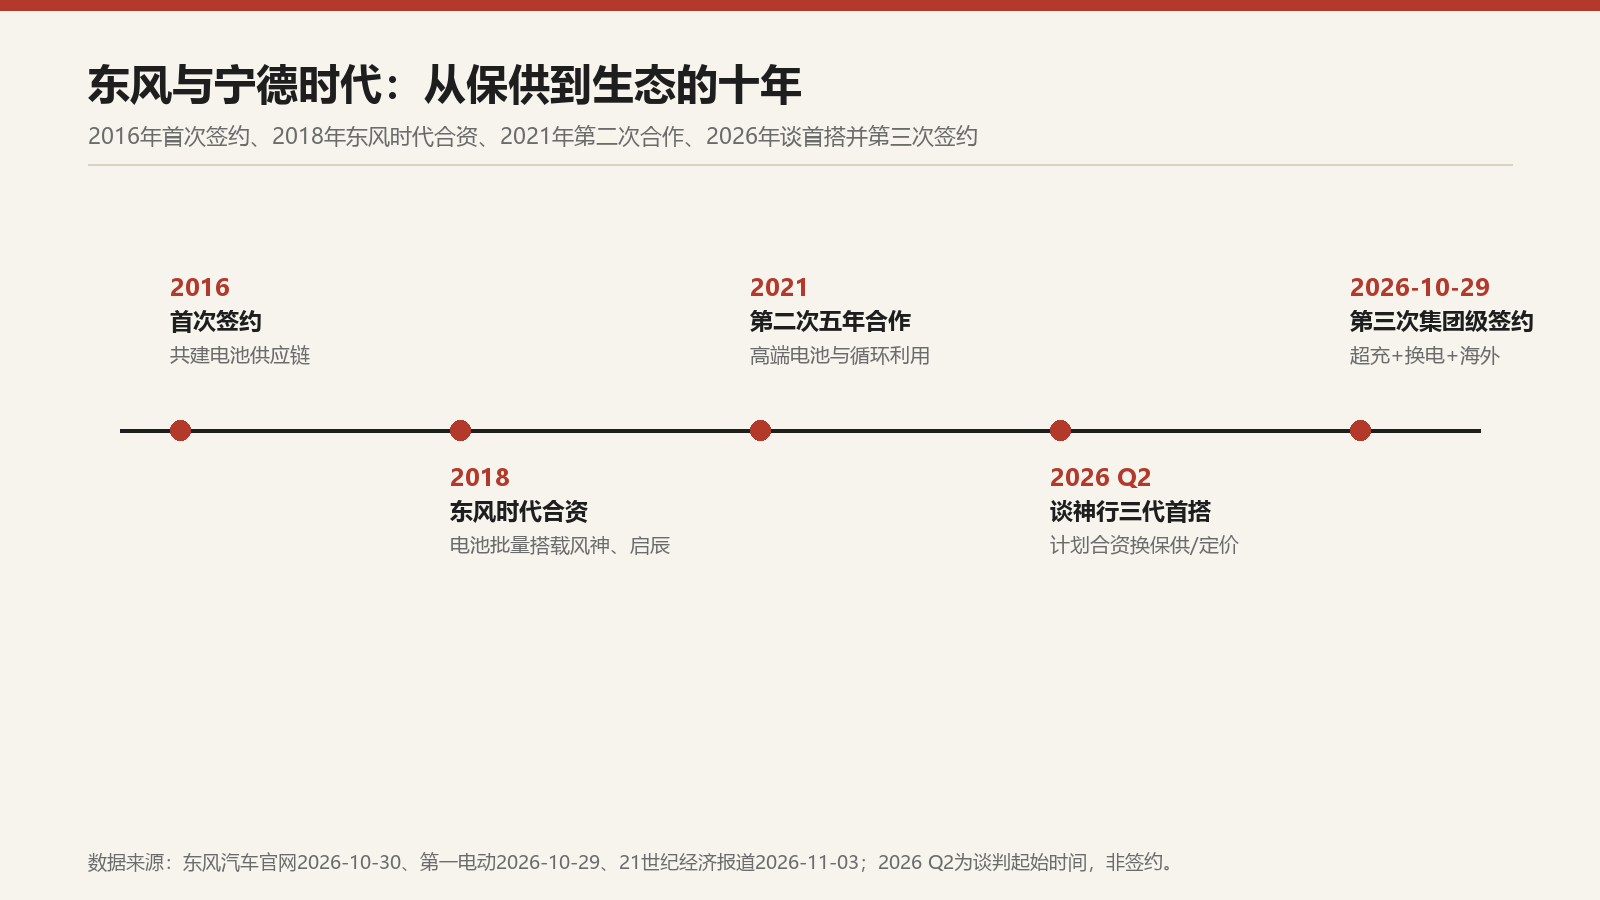 东风与宁德时代：从保供到生态的十年
2016年首次签约、2018年东风时代合资、2021年第二次合作、2026年谈首搭并第三次签约
2016
首次签约
共建电池供应链
2018
东风时代合资
电池批量搭载风神、启辰
2021
第二次五年合作
高端电池与循环利用
2026 Q2
谈神行三代首搭
计划合资换保供/定价
2026-10-29
第三次集团级签约
超充+换电+海外
数据来源：东风汽车官网2026-10-30、第一电动2026-10-29、21世纪经济报道2026-11-03；2026 Q2为谈判起始时间，非签约。